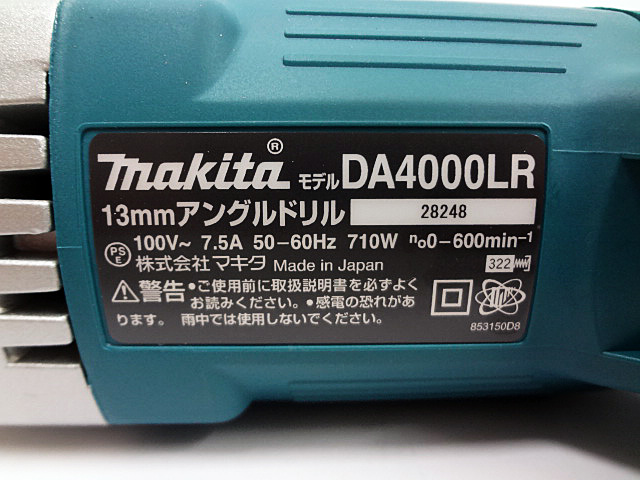 makita® モデル DA4000LR
13mmアングルドリル 28248
PSE 100V~ 7.5A 50-60Hz 710W n₀0-600min-¹
株式会社マキタ Made in Japan 322
警告 ●ご使用前に取扱説明書を必ずよく
お読みください。●感電の恐れがあ
ります。雨中では使用しないでください。
853150D8